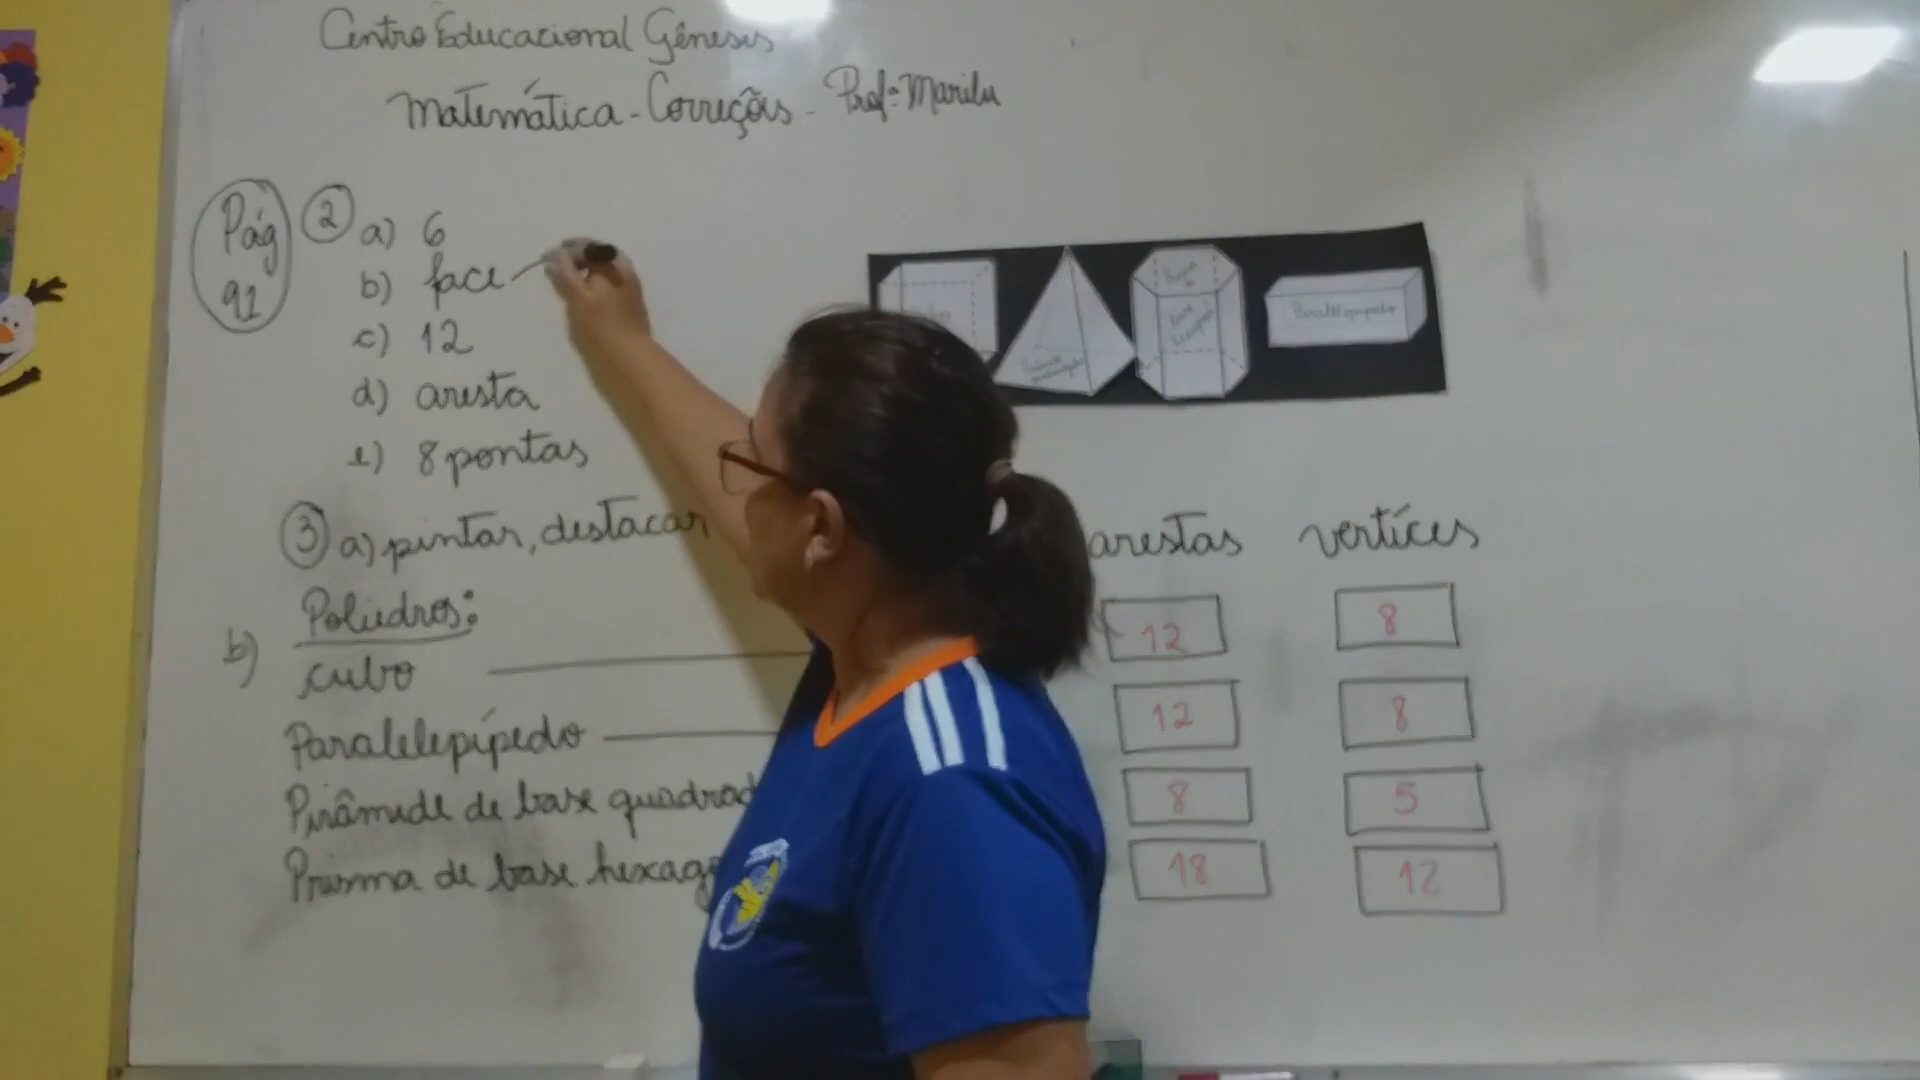 Centro Educacional Gênesis
Matemática - Correções - Profª Marilu
Pág 91
2 a) 6
b) face
c) 12
d) aresta
e) 8 pontas
3 a) pintar, destacar
arestas vertíces
Poliedros:
b) cubo 12 8
Paralelepípedo 12 8
Pirâmide de base quadrad 8 5
Prisma de base hexago 18 12
Paralelepípedo